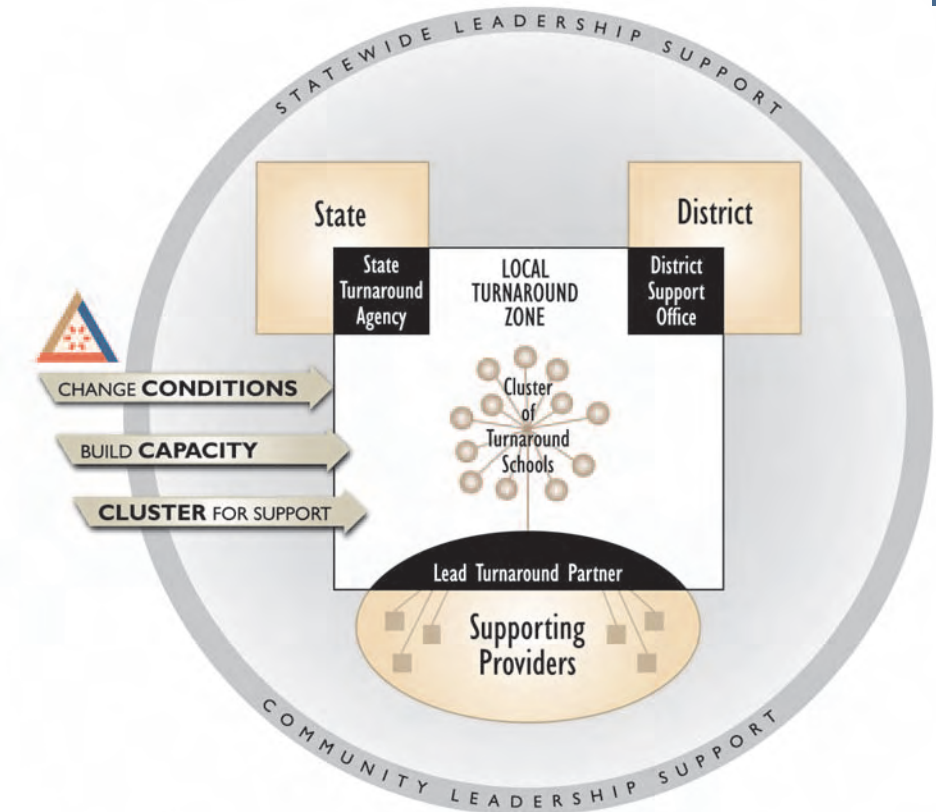 STATEWIDE LEADERSHIP SUPPORT
State
District
State
Turnaround
Agency
LOCAL
TURNAROUND
ZONE
District
Support
Office
CHANGE CONDITIONS
BUILD CAPACITY
CLUSTER FOR SUPPORT
Cluster
of
Turnaround
Schools
Lead Turnaround Partner
Supporting
Providers
COMMUNITY LEADERSHIP SUPPORT